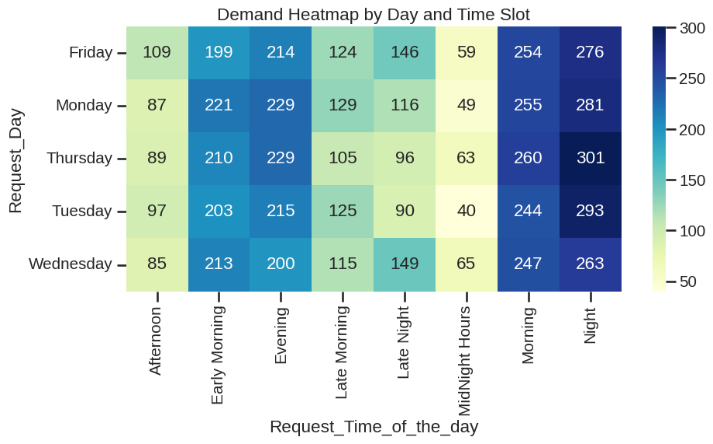 Demand Heatmap by Day and Time Slot
Request_Day
Friday 109 199 214 124 146 59 254 276
Monday 87 221 229 129 116 49 255 281
Thursday 89 210 229 105 96 63 260 301
Tuesday 97 203 215 125 90 40 244 293
Wednesday 85 213 200 115 149 65 247 263
Afternoon
Early Morning
Evening
Late Morning
Late Night
MidNight Hours
Morning
Night
Request_Time_of_the_day
300
250
200
150
100
50